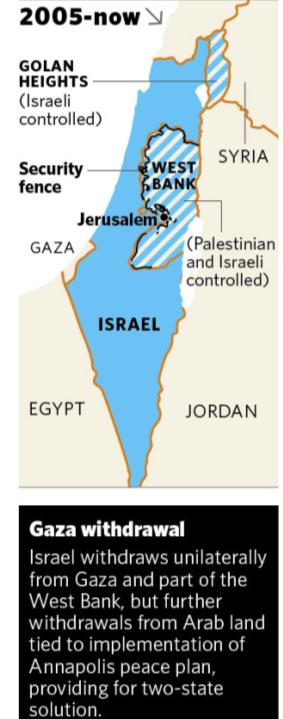 2005-now
GOLAN
HEIGHTS
(Israeli
controlled)
SYRIA
Security
fence
WEST
BANK
Jerusalem
GAZA
(Palestinian
and Israeli
controlled)
ISRAEL
EGYPT
JORDAN
Gaza withdrawal
Israel withdraws unilaterally
from Gaza and part of the
West Bank, but further
withdrawals from Arab land
tied to implementation of
Annapolis peace plan,
providing for two-state
solution.